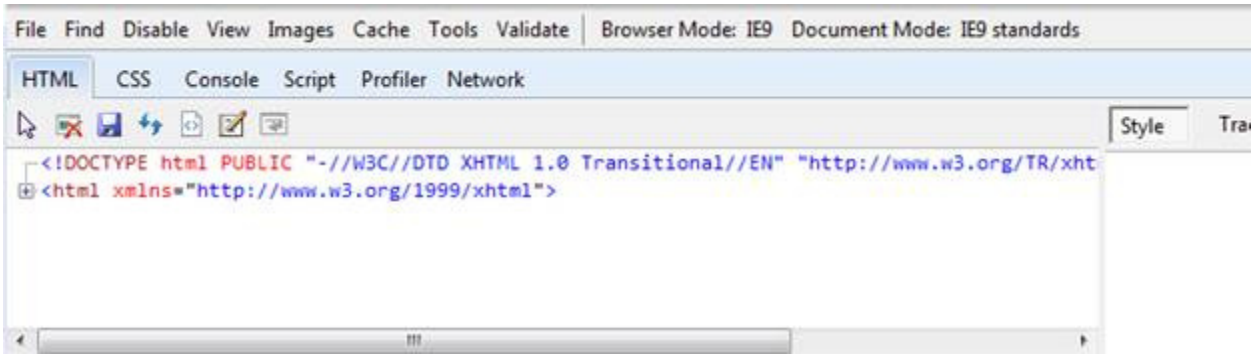 File Find Disable View Images Cache Tools Validate Browser Mode: IE9 Document Mode: IE9 standards
HTML CSS Console Script Profiler Network
Style Tra
<!DOCTYPE html PUBLIC "-//W3C//DTD XHTML 1.0 Transitional//EN" "http://www.w3.org/TR/xht
<html xmlns="http://www.w3.org/1999/xhtml">